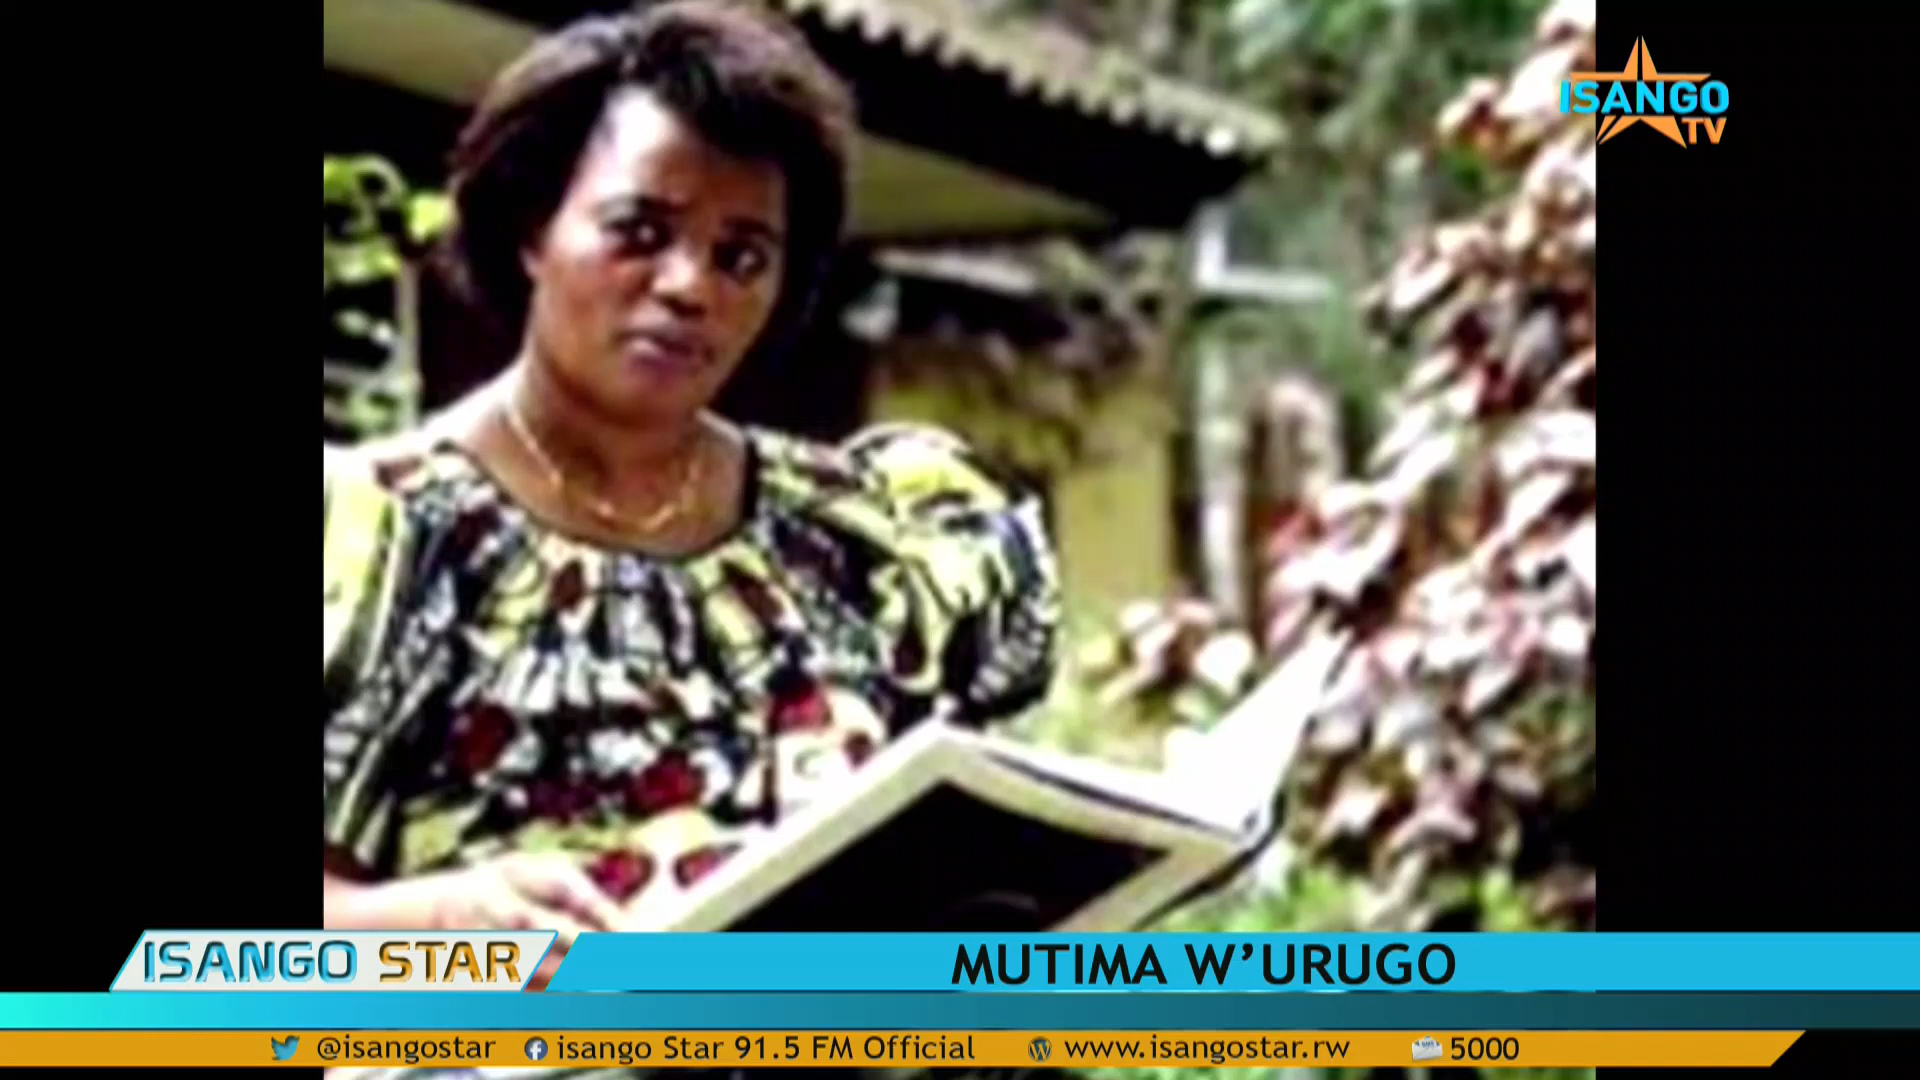 ISANGO
TV
ISANGO STAR
MUTIMA W'URUGO
@isangostar
isango Star 91.5 FM Official
www.isangostar.rw
5000